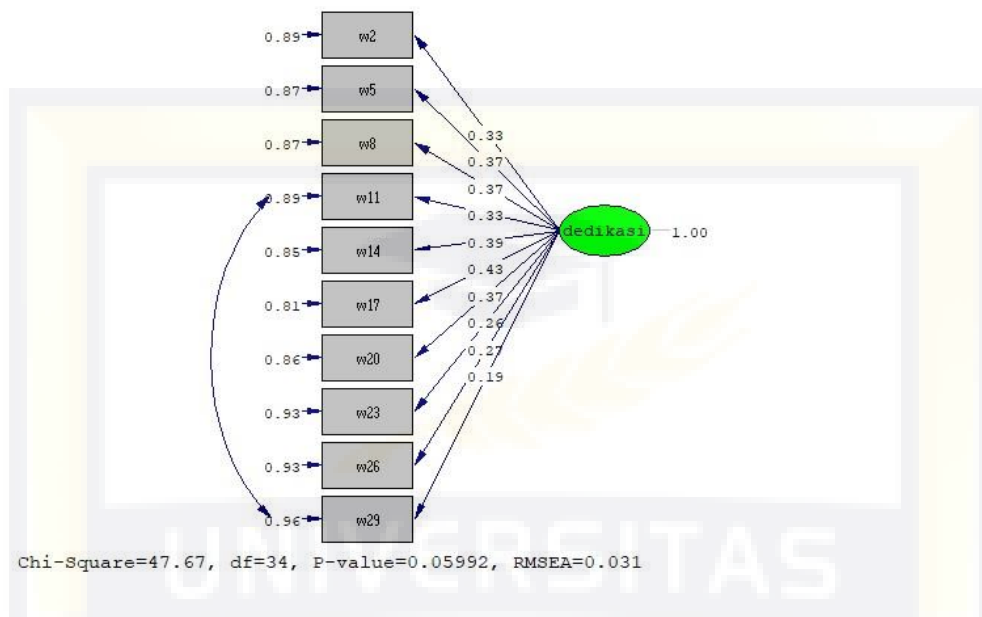 0.89 w2
0.87 w5
0.33
0.87 w8
0.37
0.37
0.89 w11
0.33
dedikasi 1.00
0.85 w14
0.39
0.43
0.81 w17
0.37
0.26
0.86 w20
0.27
0.19
0.93 w23
0.93 w26
0.96 w29
UNIVERSITAS
Chi-Square=47.67, df=34, P-value=0.05992, RMSEA=0.031